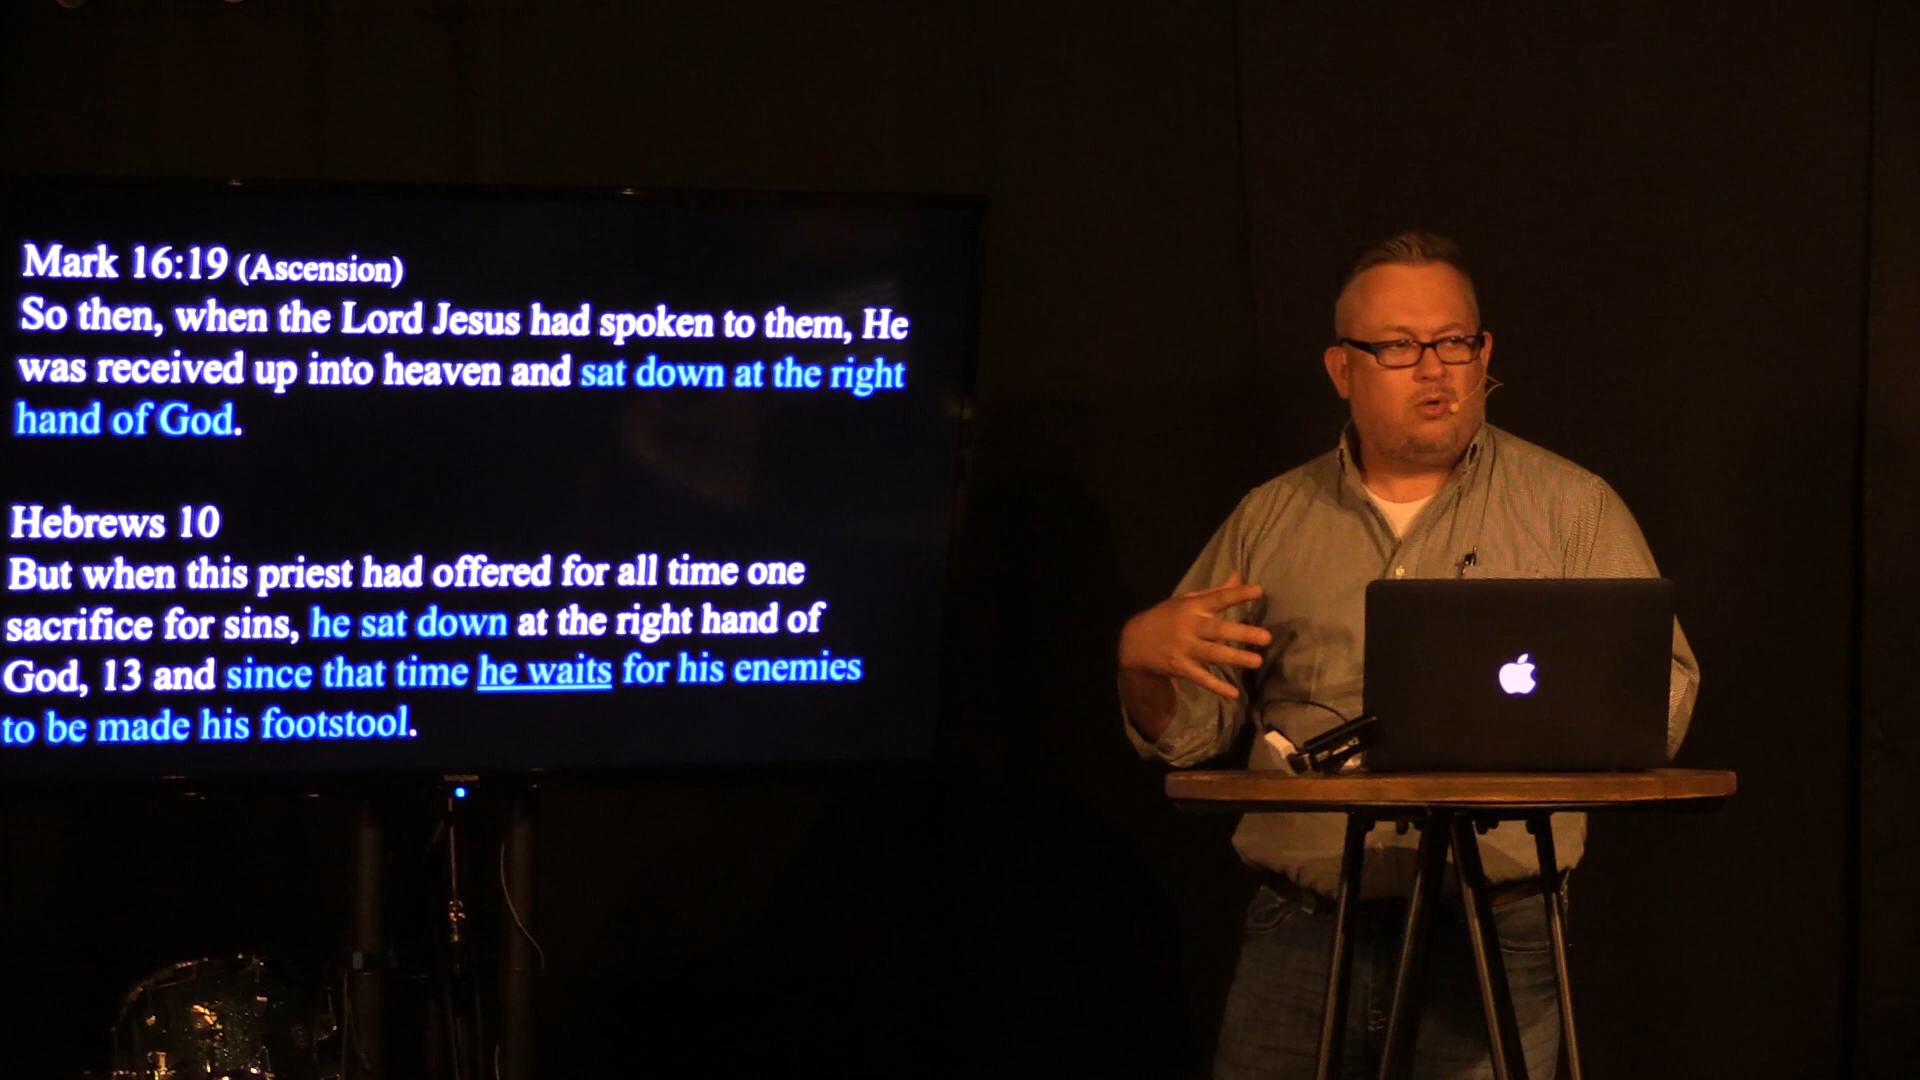 Mark 16:19 (Ascension)
So then, when the Lord Jesus had spoken to them, He
was received up into heaven and sat down at the right
hand of God.
Hebrews 10
But when this priest had offered for all time one
sacrifice for sins, he sat down at the right hand of
God, 13 and since that time he waits for his enemies
to be made his footstool.